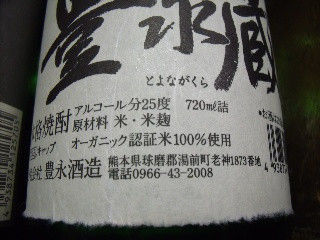 豊永蔵
とよながくら
本格焼酎
アルコール分25度 720ml詰
原材料 米・米麹
オーガニック認証米100%使用
豊永酒造
熊本県球磨郡湯前町老神1873番地
電話0966-43-2008